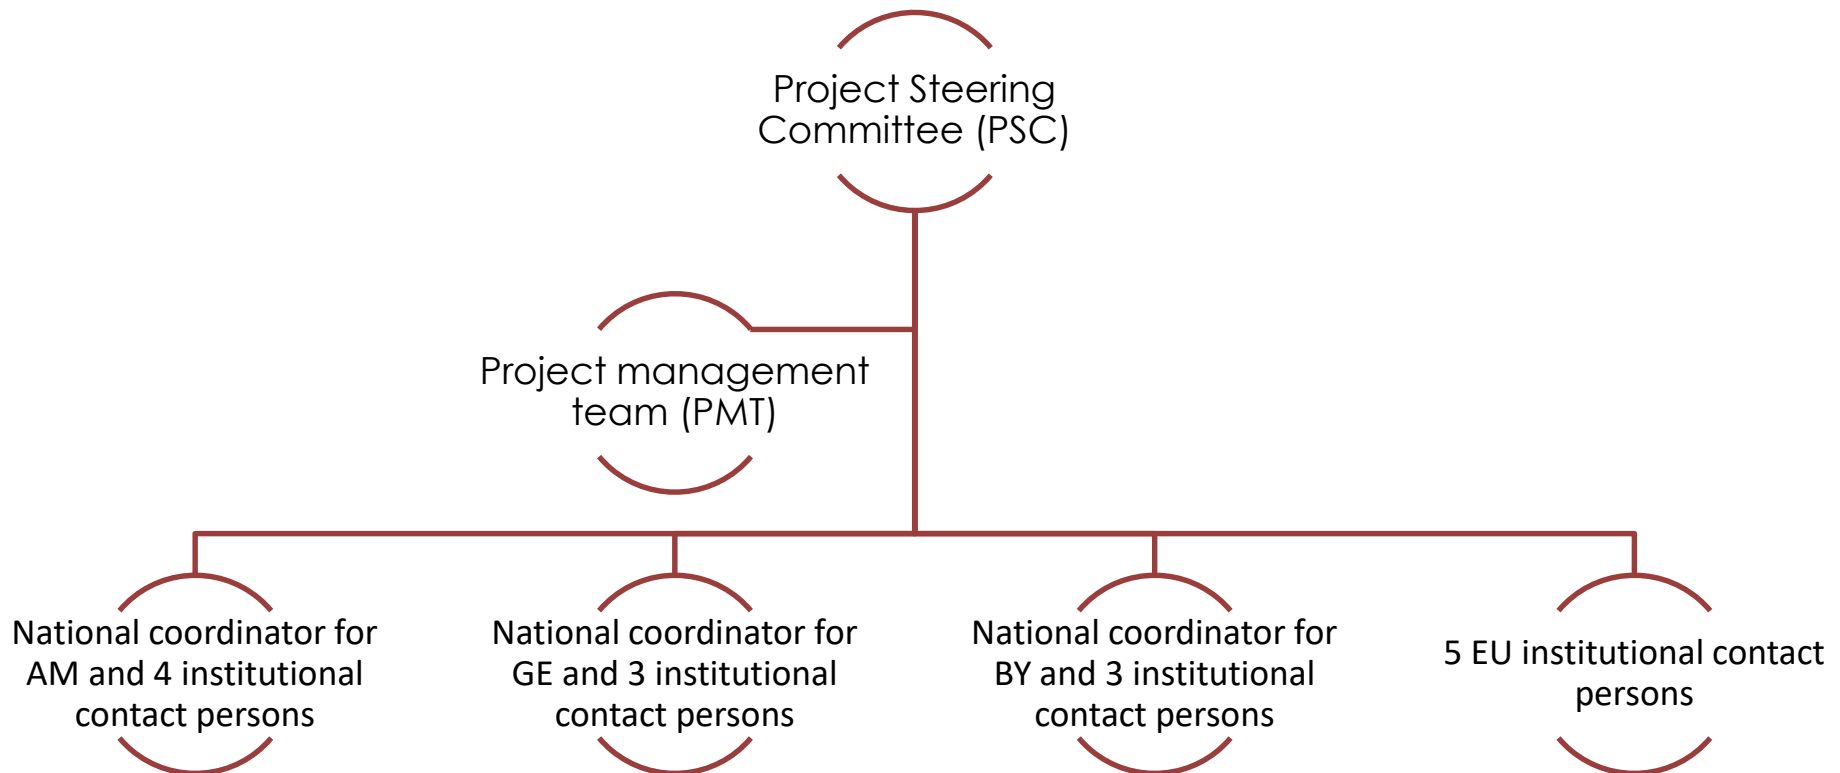 Project Steering
Committee (PSC)
Project management
team (PMT)
National coordinator for
AM and 4 institutional
contact persons
National coordinator for
GE and 3 institutional
contact persons
National coordinator for
BY and 3 institutional
contact persons
5 EU institutional contact
persons